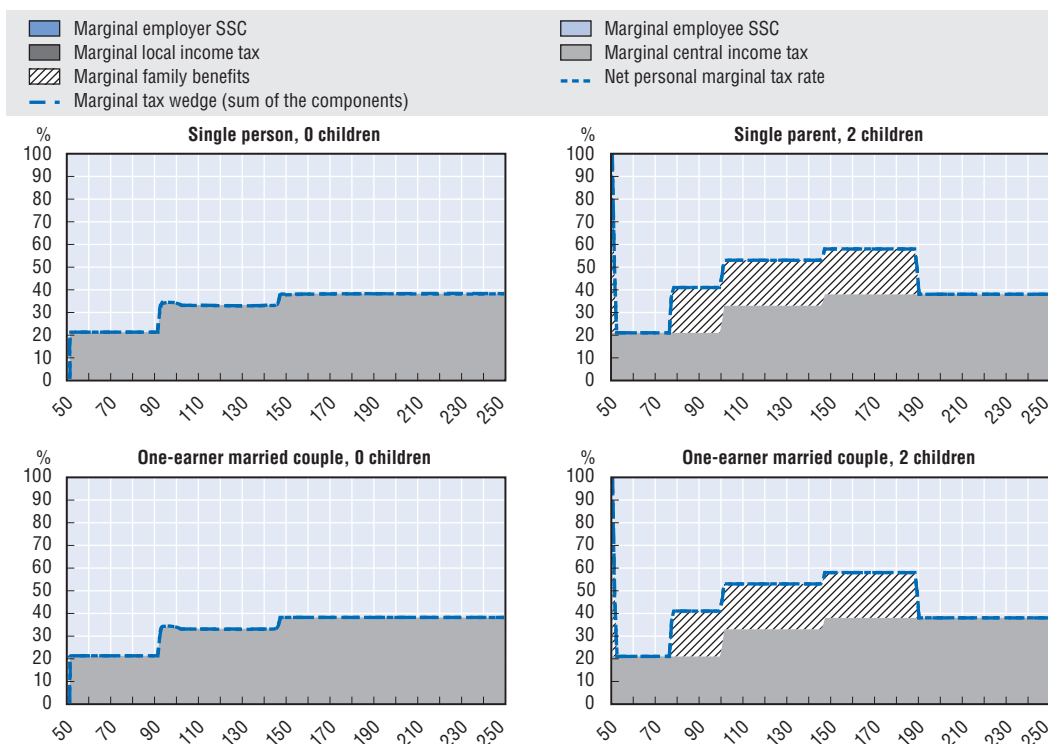 Marginal employer SSC
Marginal employee SSC
Marginal local income tax
Marginal central income tax
Marginal family benefits
Net personal marginal tax rate
Marginal tax wedge (sum of the components)
% Single person, 0 children
100
90
80
70
60
50
40
30
20
10
0
50 70 90 110 130 150 170 190 210 230 250
% Single parent, 2 children
100
90
80
70
60
50
40
30
20
10
0
50 70 90 110 130 150 170 190 210 230 250
% One-earner married couple, 0 children
100
90
80
70
60
50
40
30
20
10
0
50 70 90 110 130 150 170 190 210 230 250
% One-earner married couple, 2 children
100
90
80
70
60
50
40
30
20
10
0
50 70 90 110 130 150 170 190 210 230 250